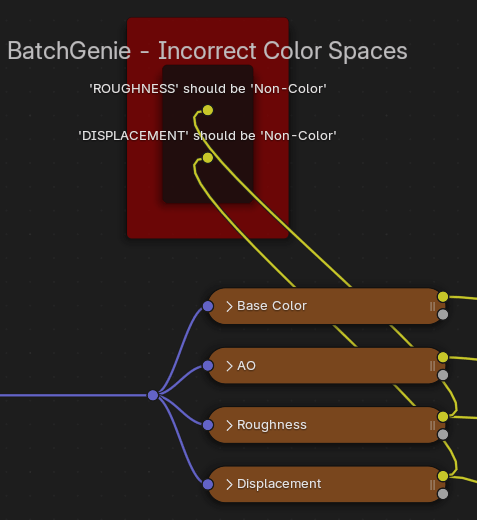 BatchGenie - Incorrect Color Spaces
'ROUGHNESS' should be 'Non-Color'
'DISPLACEMENT' should be 'Non-Color'
Base Color
AO
Roughness
Displacement